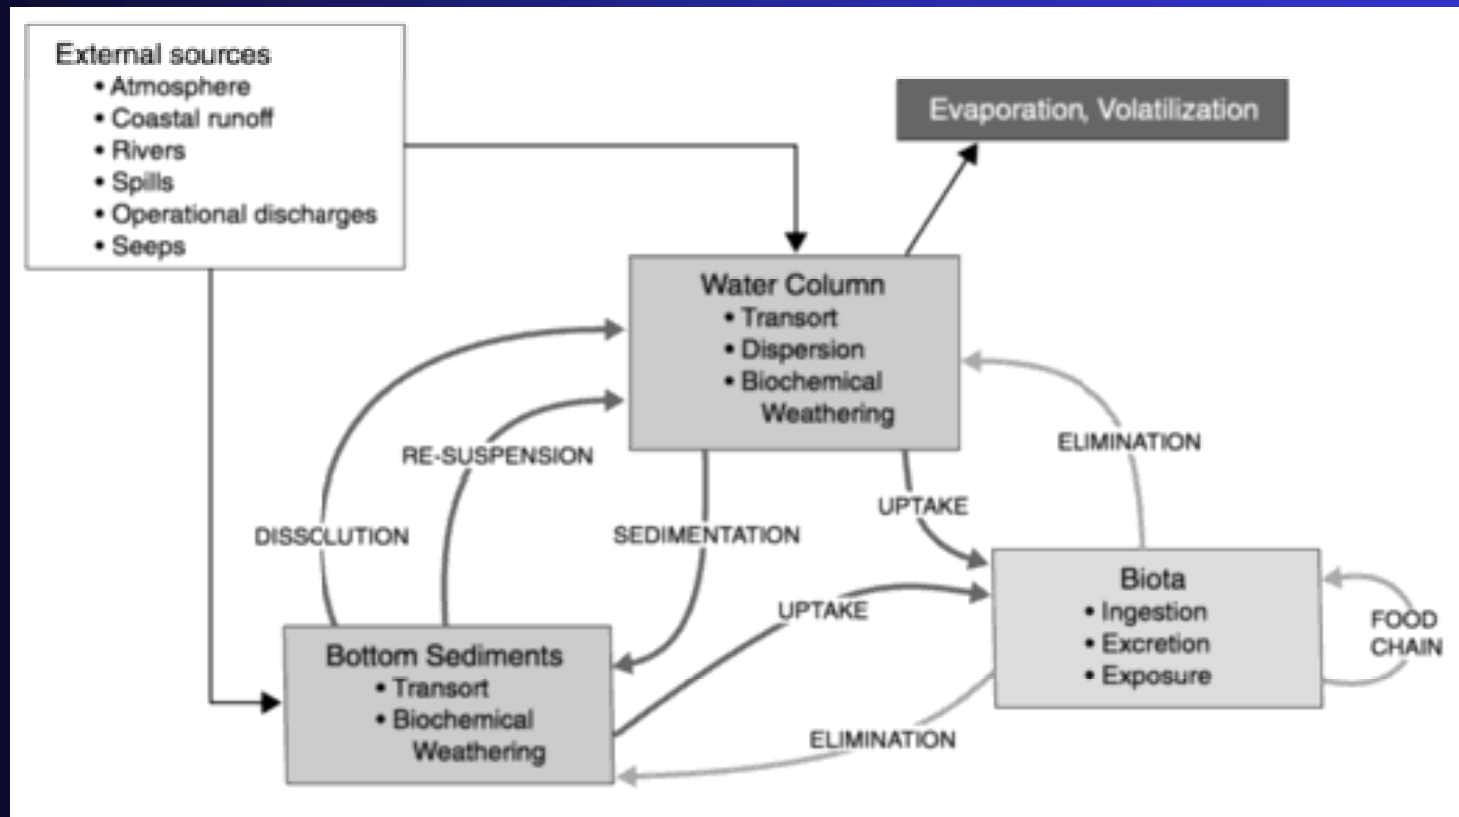 External sources
• Atmosphere
• Coastal runoff
• Rivers
• Spills
• Operational discharges
• Seeps
Evaporation, Volatilization
Water Column
• Transort
• Dispersion
• Biochemical
Weathering
RE-SUSPENSION
DISSOLUTION
SEDIMENTATION
UPTAKE
ELIMINATION
UPTAKE
Biota
• Ingestion
• Excretion
• Exposure
FOOD
CHAIN
Bottom Sediments
• Transort
• Biochemical
Weathering
ELIMINATION